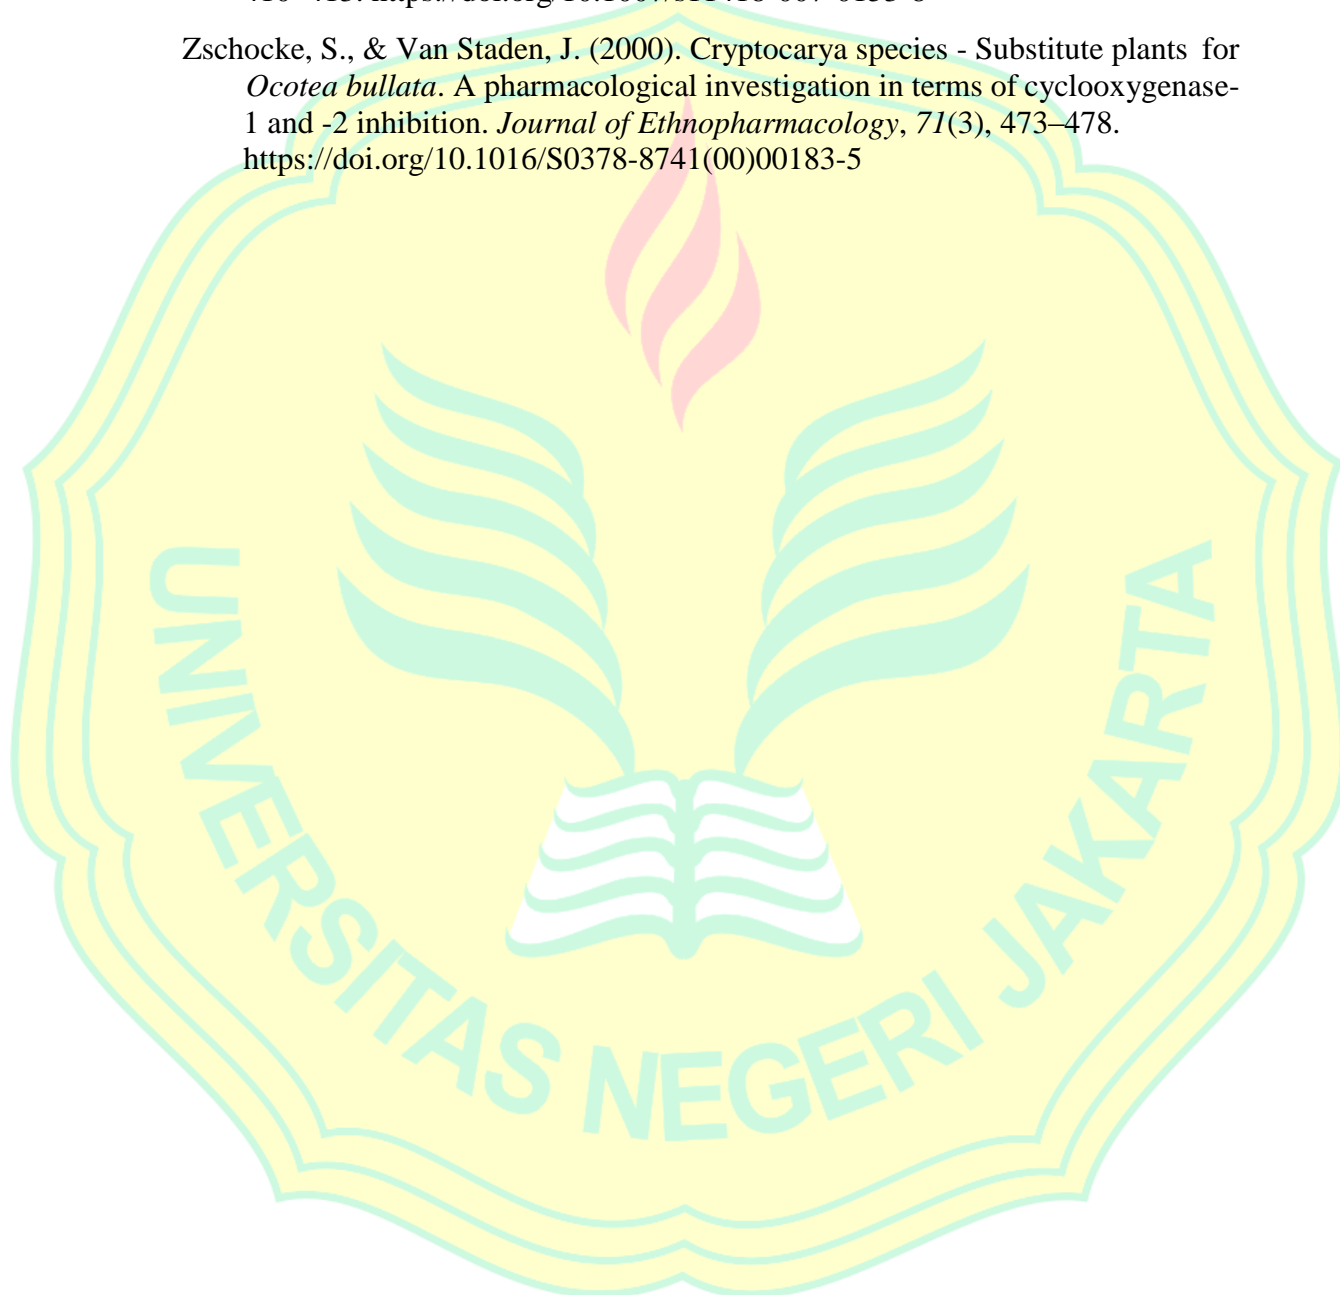 Zschocke, S., & Van Staden, J. (2000). Cryptocarya species - Substitute plants for
Ocotea bullata. A pharmacological investigation in terms of cyclooxygenase-
1 and -2 inhibition. Journal of Ethnopharmacology, 71(3), 473–478.
https://doi.org/10.1016/S0378-8741(00)00183-5
UNIVERSITAS NEGERI JAKARTA